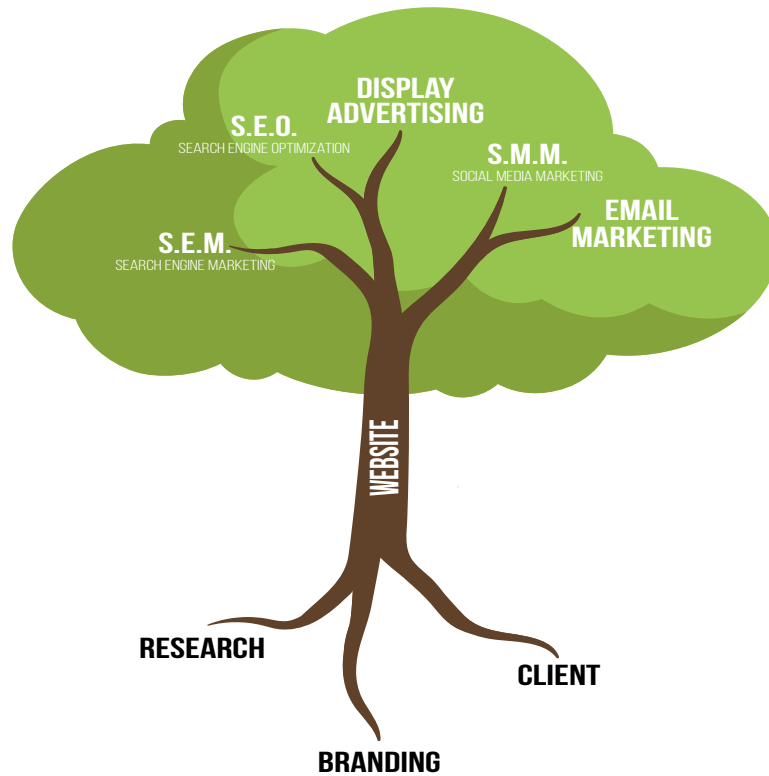 DISPLAY
ADVERTISING
S.E.O.
SEARCH ENGINE OPTIMIZATION
S.M.M.
SOCIAL MEDIA MARKETING
EMAIL
MARKETING
S.E.M.
SEARCH ENGINE MARKETING
WEBSITE
RESEARCH
CLIENT
BRANDING